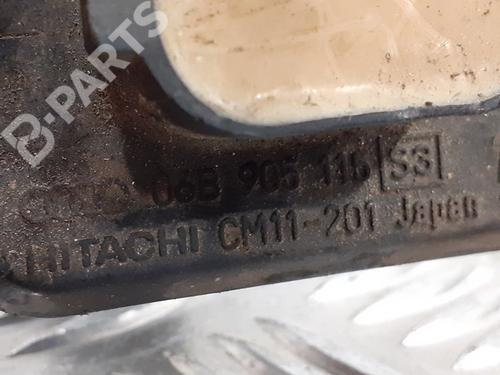 B-PARTS
06B 905 115 S3
HITACHI CM11-201 Japan